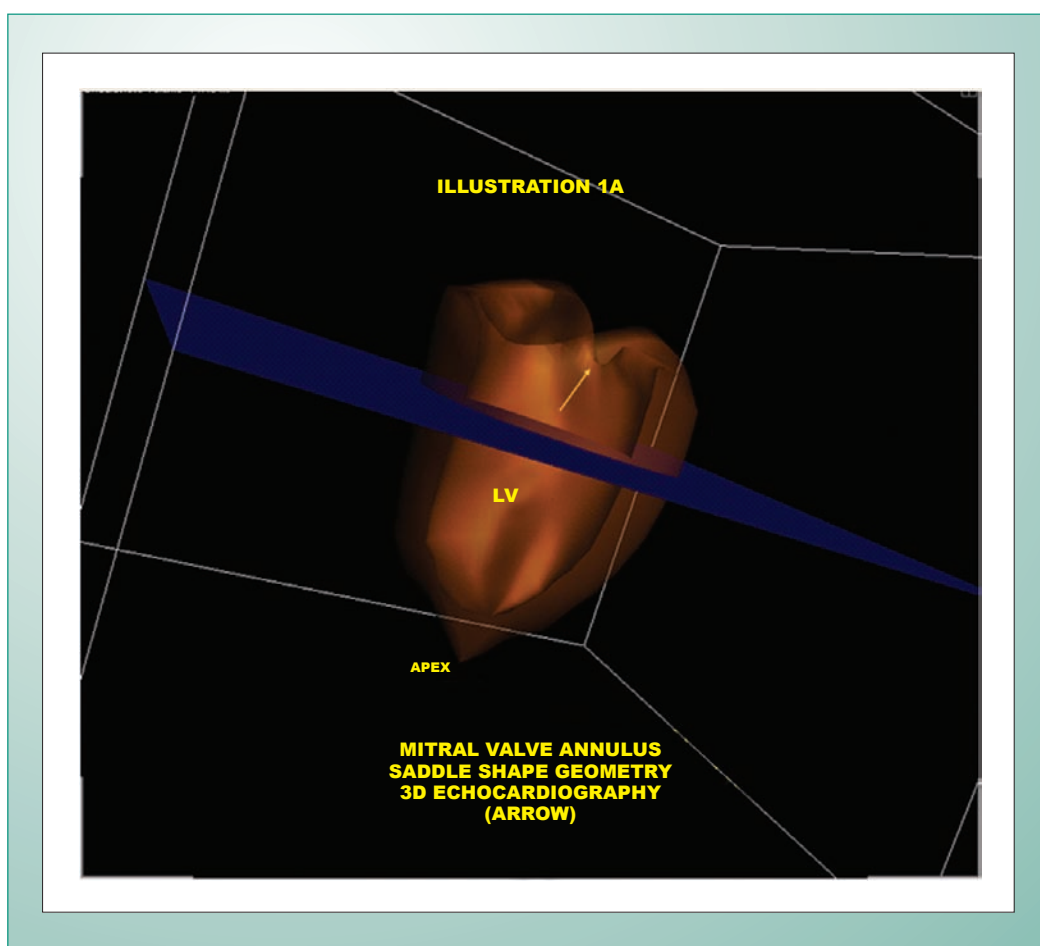 ILLUSTRATION 1A
LV
APEX
MITRAL VALVE ANNULUS
SADDLE SHAPE GEOMETRY
3D ECHOCARDIOGRAPHY
(ARROW)